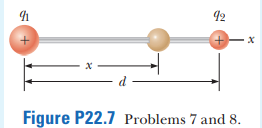 q₁ q₂
+ + x
x
d
Figure P22.7 Problems 7 and 8.